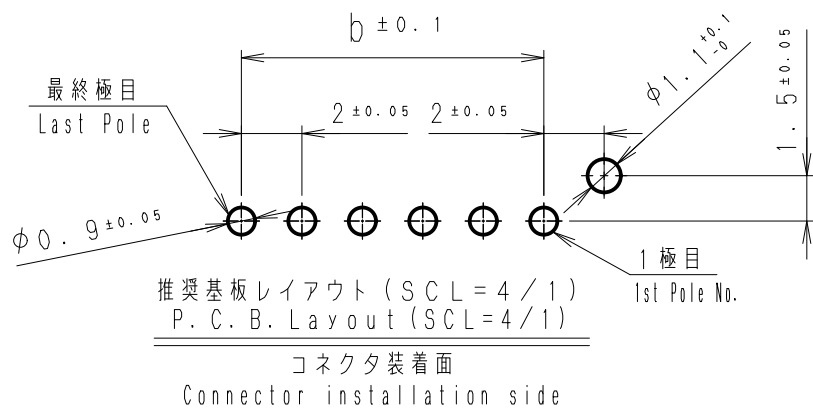 b ±0.1
最終極目
Last Pole
2 ±0.05
2 ±0.05
φ1.1 +0.1 -0
1.5 ±0.05
φ0.9 ±0.05
1極目
1st Pole No.
推奨基板レイアウト(SCL=4/1)
P.C.B.Layout(SCL=4/1)
コネクタ装着面
Connector installation side